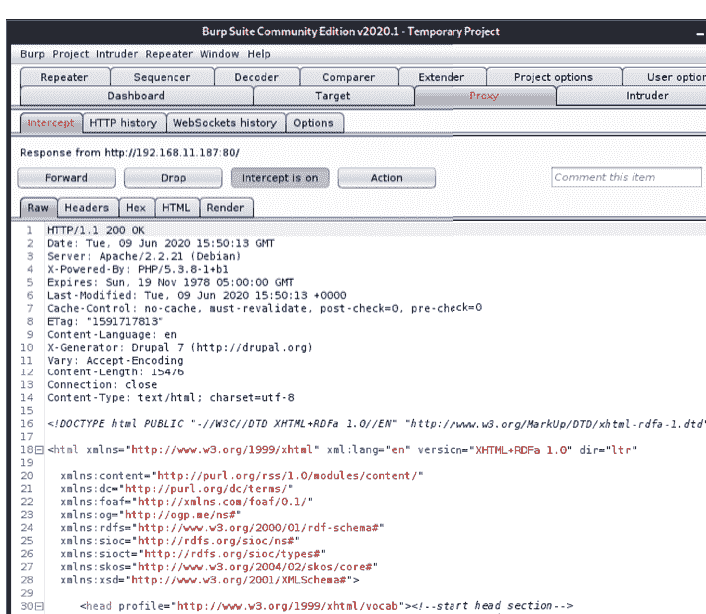 Burp Suite Community Edition v2020.1 - Temporary Project
Burp Project Intruder Repeater Window Help
Repeater Sequencer Decoder Comparer Extender Project options User option
Dashboard Target Proxy Intruder
Intercept HTTP history WebSockets history Options
Response from http://192.168.11.187:80/
Forward Drop Intercept is on Action Comment this item
Raw Headers Hex HTML Render
1 HTTP/1.1 200 OK
2 Date: Tue, 09 Jun 2020 15:50:13 GMT
3 Server: Apache/2.2.21 (Debian)
4 X-Powered-By: PHP/5.3.8-1+b1
5 Expires: Sun, 19 Nov 1978 05:00:00 GMT
6 Last-Modified: Tue, 09 Jun 2020 15:50:13 +0000
7 Cache-Control: no-cache, must-revalidate, post-check=0, pre-check=0
8 ETag: "1591717813"
9 Content-Language: en
10 X-Generator: Drupal 7 (http://drupal.org)
11 Vary: Accept-Encoding
12 Content-Length: 15476
13 Connection: close
14 Content-Type: text/html; charset=utf-8
15
16 <!DOCTYPE html PUBLIC "-//W3C//DTD XHTML+RDFa 1.0//EN" "http://www.w3.org/MarkUp/DTD/xhtml-rdfa-1.dtd"
17
18 <html xmlns="http://www.w3.org/1999/xhtml" xml:lang="en" version="XHTML+RDFa 1.0" dir="ltr"
19
20 xmlns:content="http://purl.org/rss/1.0/modules/content/"
21 xmlns:dc="http://purl.org/dc/terms/"
22 xmlns:foaf="http://xmlns.com/foaf/0.1/"
23 xmlns:og="http://ogp.me/ns#"
24 xmlns:rdfs="http://www.w3.org/2000/01/rdf-schema#"
25 xmlns:sioc="http://rdfs.org/sioc/ns#"
26 xmlns:sioct="http://rdfs.org/sioc/types#"
27 xmlns:skos="http://www.w3.org/2004/02/skos/core#"
28 xmlns:xsd="http://www.w3.org/2001/XMLSchema#">
29
30 <head profile="http://www.w3.org/1999/xhtml/vocab"><!--start head section-->